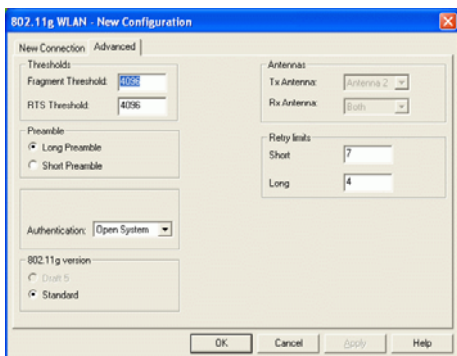 802.11g WLAN - New Configuration
New Connection Advanced
Thresholds
Fragment Threshold: 4096
RTS Threshold: 4096
Preamble
Long Preamble
Short Preamble
Authentication: Open System
802.11g version
Draft 5
Standard
Antennas
Tx Antenna: Antenna 2
Rx Antenna: Both
Retry limits
Short 7
Long 4
OK Cancel Apply Help